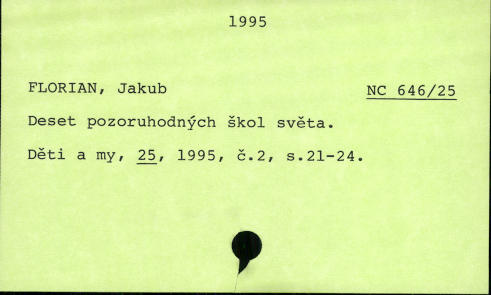 1995
FLORIAN, Jakub NC 646/25
Deset pozoruhodných škol světa.
Děti a my, 25, 1995, č.2, s.21-24.